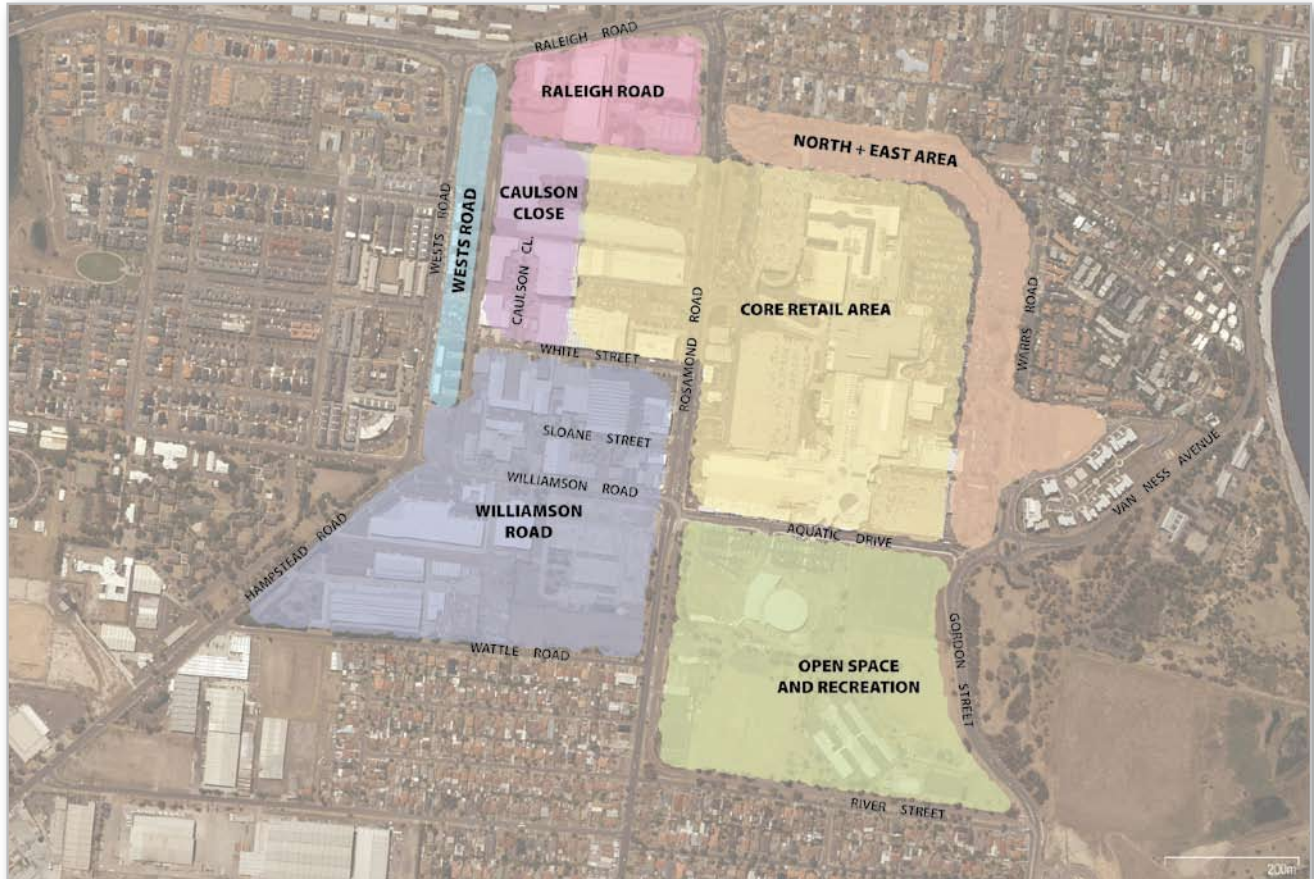 RALEIGH ROAD
RALEIGH ROAD
NORTH + EAST AREA
WESTS ROAD
WESTS ROAD
CAULSON
CLOSE
CAULSON CL.
CORE RETAIL AREA
ROSAMOND ROAD
WARRS ROAD
WHITE STREET
SLOANE STREET
WILLIAMSON ROAD
WILLIAMSON
ROAD
HAMPSTEAD ROAD
AQUATIC DRIVE
VAN NESS AVENUE
WATTLE ROAD
OPEN SPACE
AND RECREATION
GORDON STREET
RIVER STREET
200m